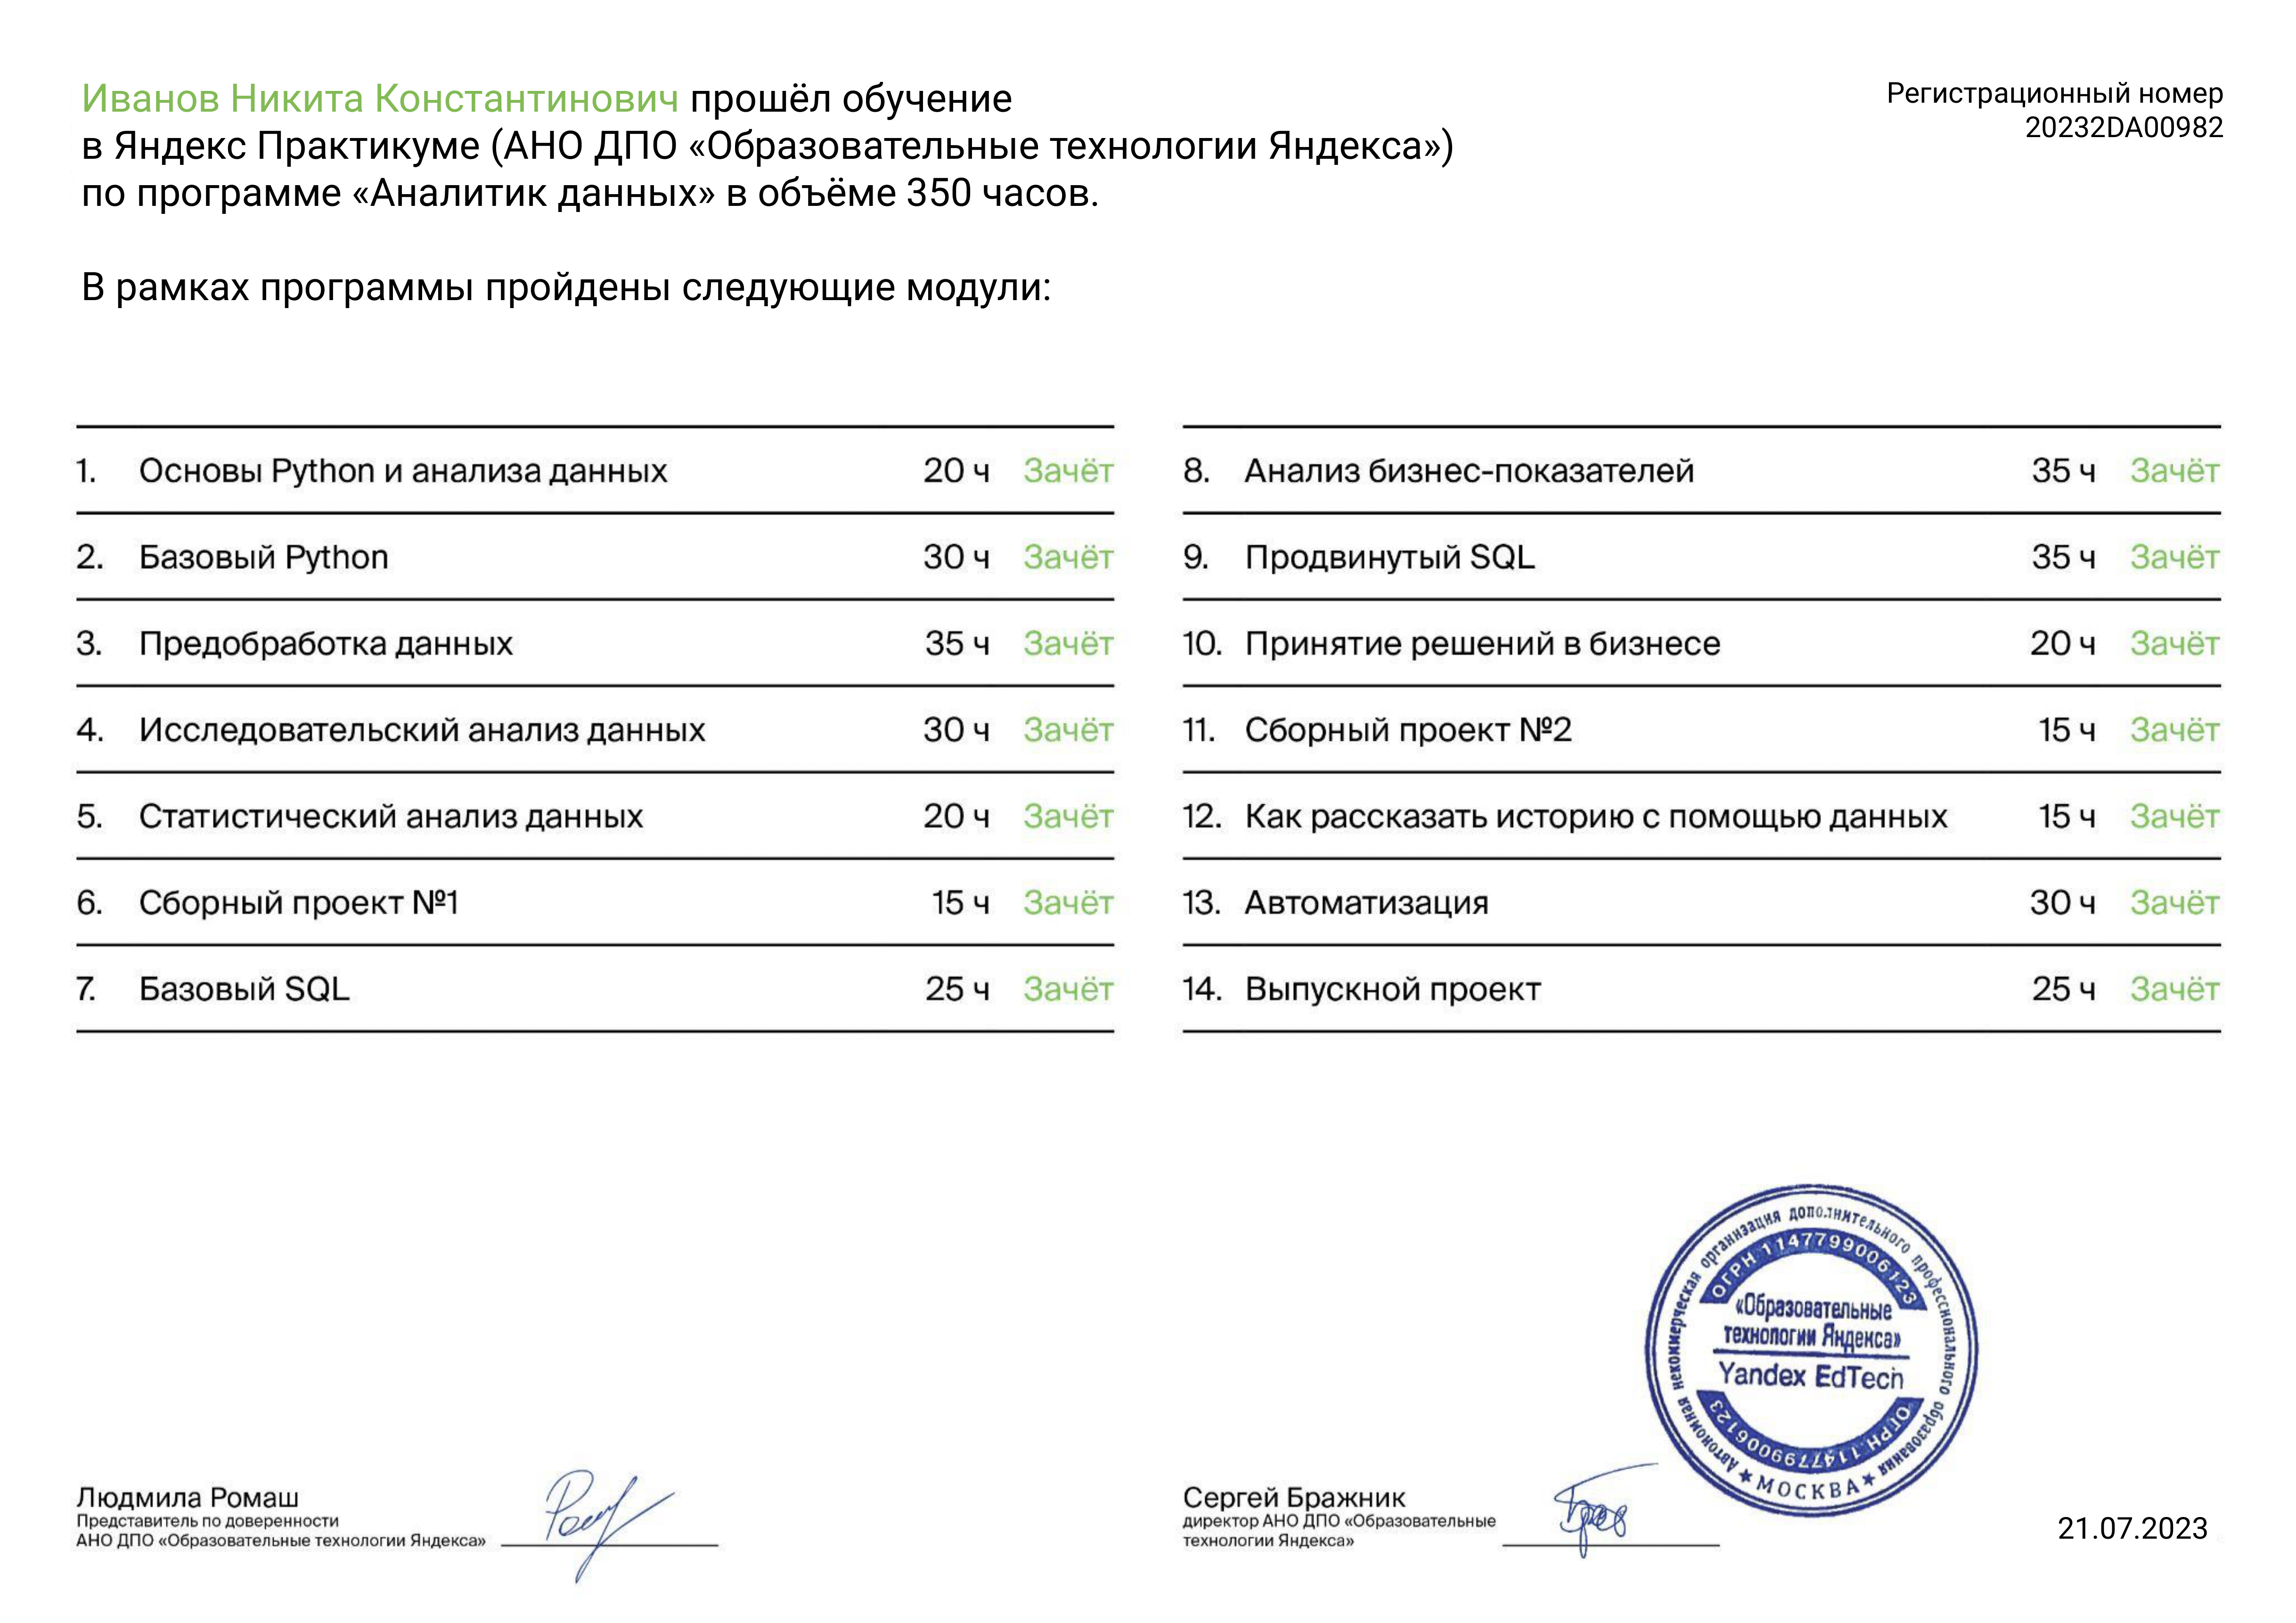 Иванов Никита Константинович прошёл обучение
в Яндекс Практикуме (АНО ДПО «Образовательные технологии Яндекса»)
по программе «Аналитик данных» в объёме 350 часов.
Регистрационный номер
20232DA00982
В рамках программы пройдены следующие модули:
1. Основы Python и анализа данных 20 ч Зачёт
2. Базовый Python 30 ч Зачёт
3. Предобработка данных 35 ч Зачёт
4. Исследовательский анализ данных 30 ч Зачёт
5. Статистический анализ данных 20 ч Зачёт
6. Сборный проект №1 15 ч Зачёт
7. Базовый SQL 25 ч Зачёт
8. Анализ бизнес-показателей 35 ч Зачёт
9. Продвинутый SQL 35 ч Зачёт
10. Принятие решений в бизнесе 20 ч Зачёт
11. Сборный проект №2 15 ч Зачёт
12. Как рассказать историю с помощью данных 15 ч Зачёт
13. Автоматизация 30 ч Зачёт
14. Выпускной проект 25 ч Зачёт
Людмила Ромаш
Представитель по доверенности
АНО ДПО «Образовательные технологии Яндекса»
Сергей Бражник
директор АНО ДПО «Образовательные
технологии Яндекса»
Автономная некоммерческая организация дополнительного профессионального образования
ОГРН 1147799006123
«Образовательные
технологии Яндекса»
Yandex EdTech
ОГРН 1147799006123
★ МОСКВА ★
21.07.2023